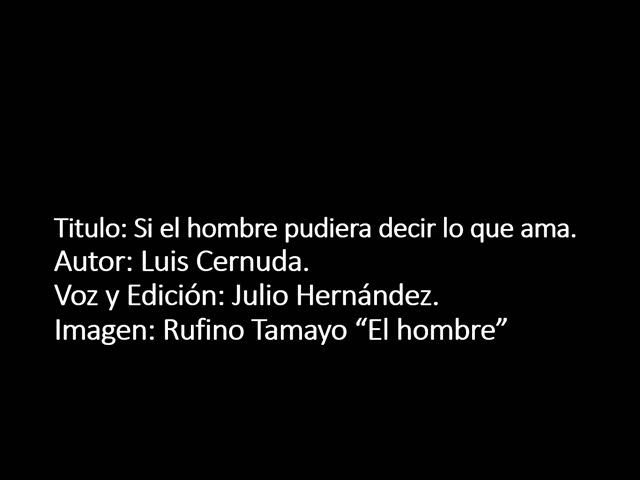 Titulo: Si el hombre pudiera decir lo que ama.
Autor: Luis Cernuda.
Voz y Edición: Julio Hernández.
Imagen: Rufino Tamayo “El hombre”